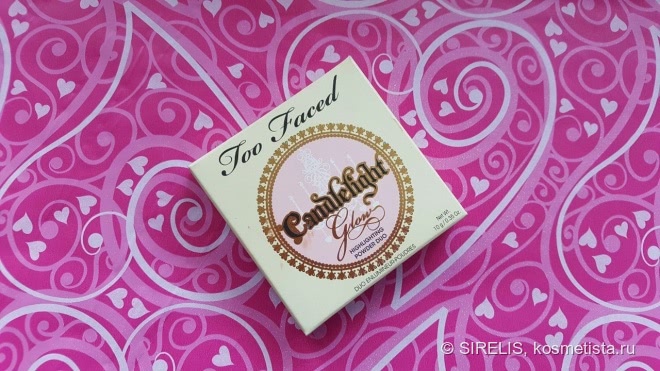 Too Faced
Candlelight
Glow
HIGHLIGHTING
POWDER DUO
DUO ENLUMINEUR-POUDRES
Net Wt.
10 g / 0.35 Oz.
© SIRELIS, kosmetista.ru